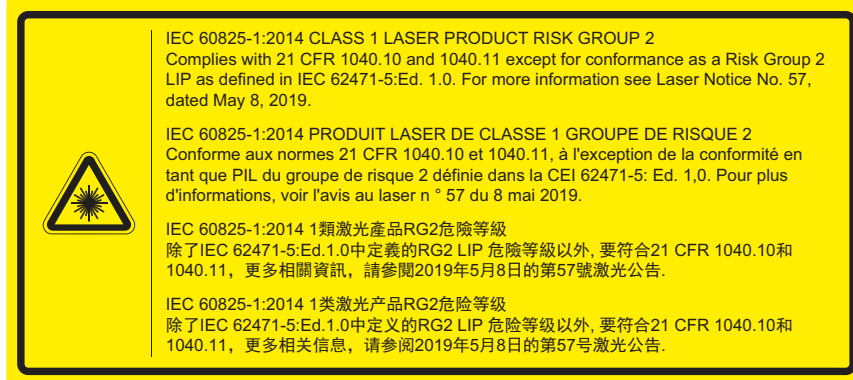 IEC 60825-1:2014 CLASS 1 LASER PRODUCT RISK GROUP 2
Complies with 21 CFR 1040.10 and 1040.11 except for conformance as a Risk Group 2
LIP as defined in IEC 62471-5:Ed. 1.0. For more information see Laser Notice No. 57,
dated May 8, 2019.
IEC 60825-1:2014 PRODUIT LASER DE CLASSE 1 GROUPE DE RISQUE 2
Conforme aux normes 21 CFR 1040.10 et 1040.11, à l'exception de la conformité en
tant que PIL du groupe de risque 2 définie dans la CEI 62471-5: Ed. 1,0. Pour plus
d'informations, voir l'avis au laser n ° 57 du 8 mai 2019.
IEC 60825-1:2014 1類激光產品RG2危險等級
除了IEC 62471-5:Ed.1.0中定義的RG2 LIP 危險等級以外, 要符合21 CFR 1040.10和
1040.11，更多相關資訊，請參閱2019年5月8日的第57號激光公告.
IEC 60825-1:2014 1类激光产品RG2危险等级
除了IEC 62471-5:Ed.1.0中定义的RG2 LIP 危险等级以外, 要符合21 CFR 1040.10和
1040.11，更多相关信息，请参阅2019年5月8日的第57号激光公告.